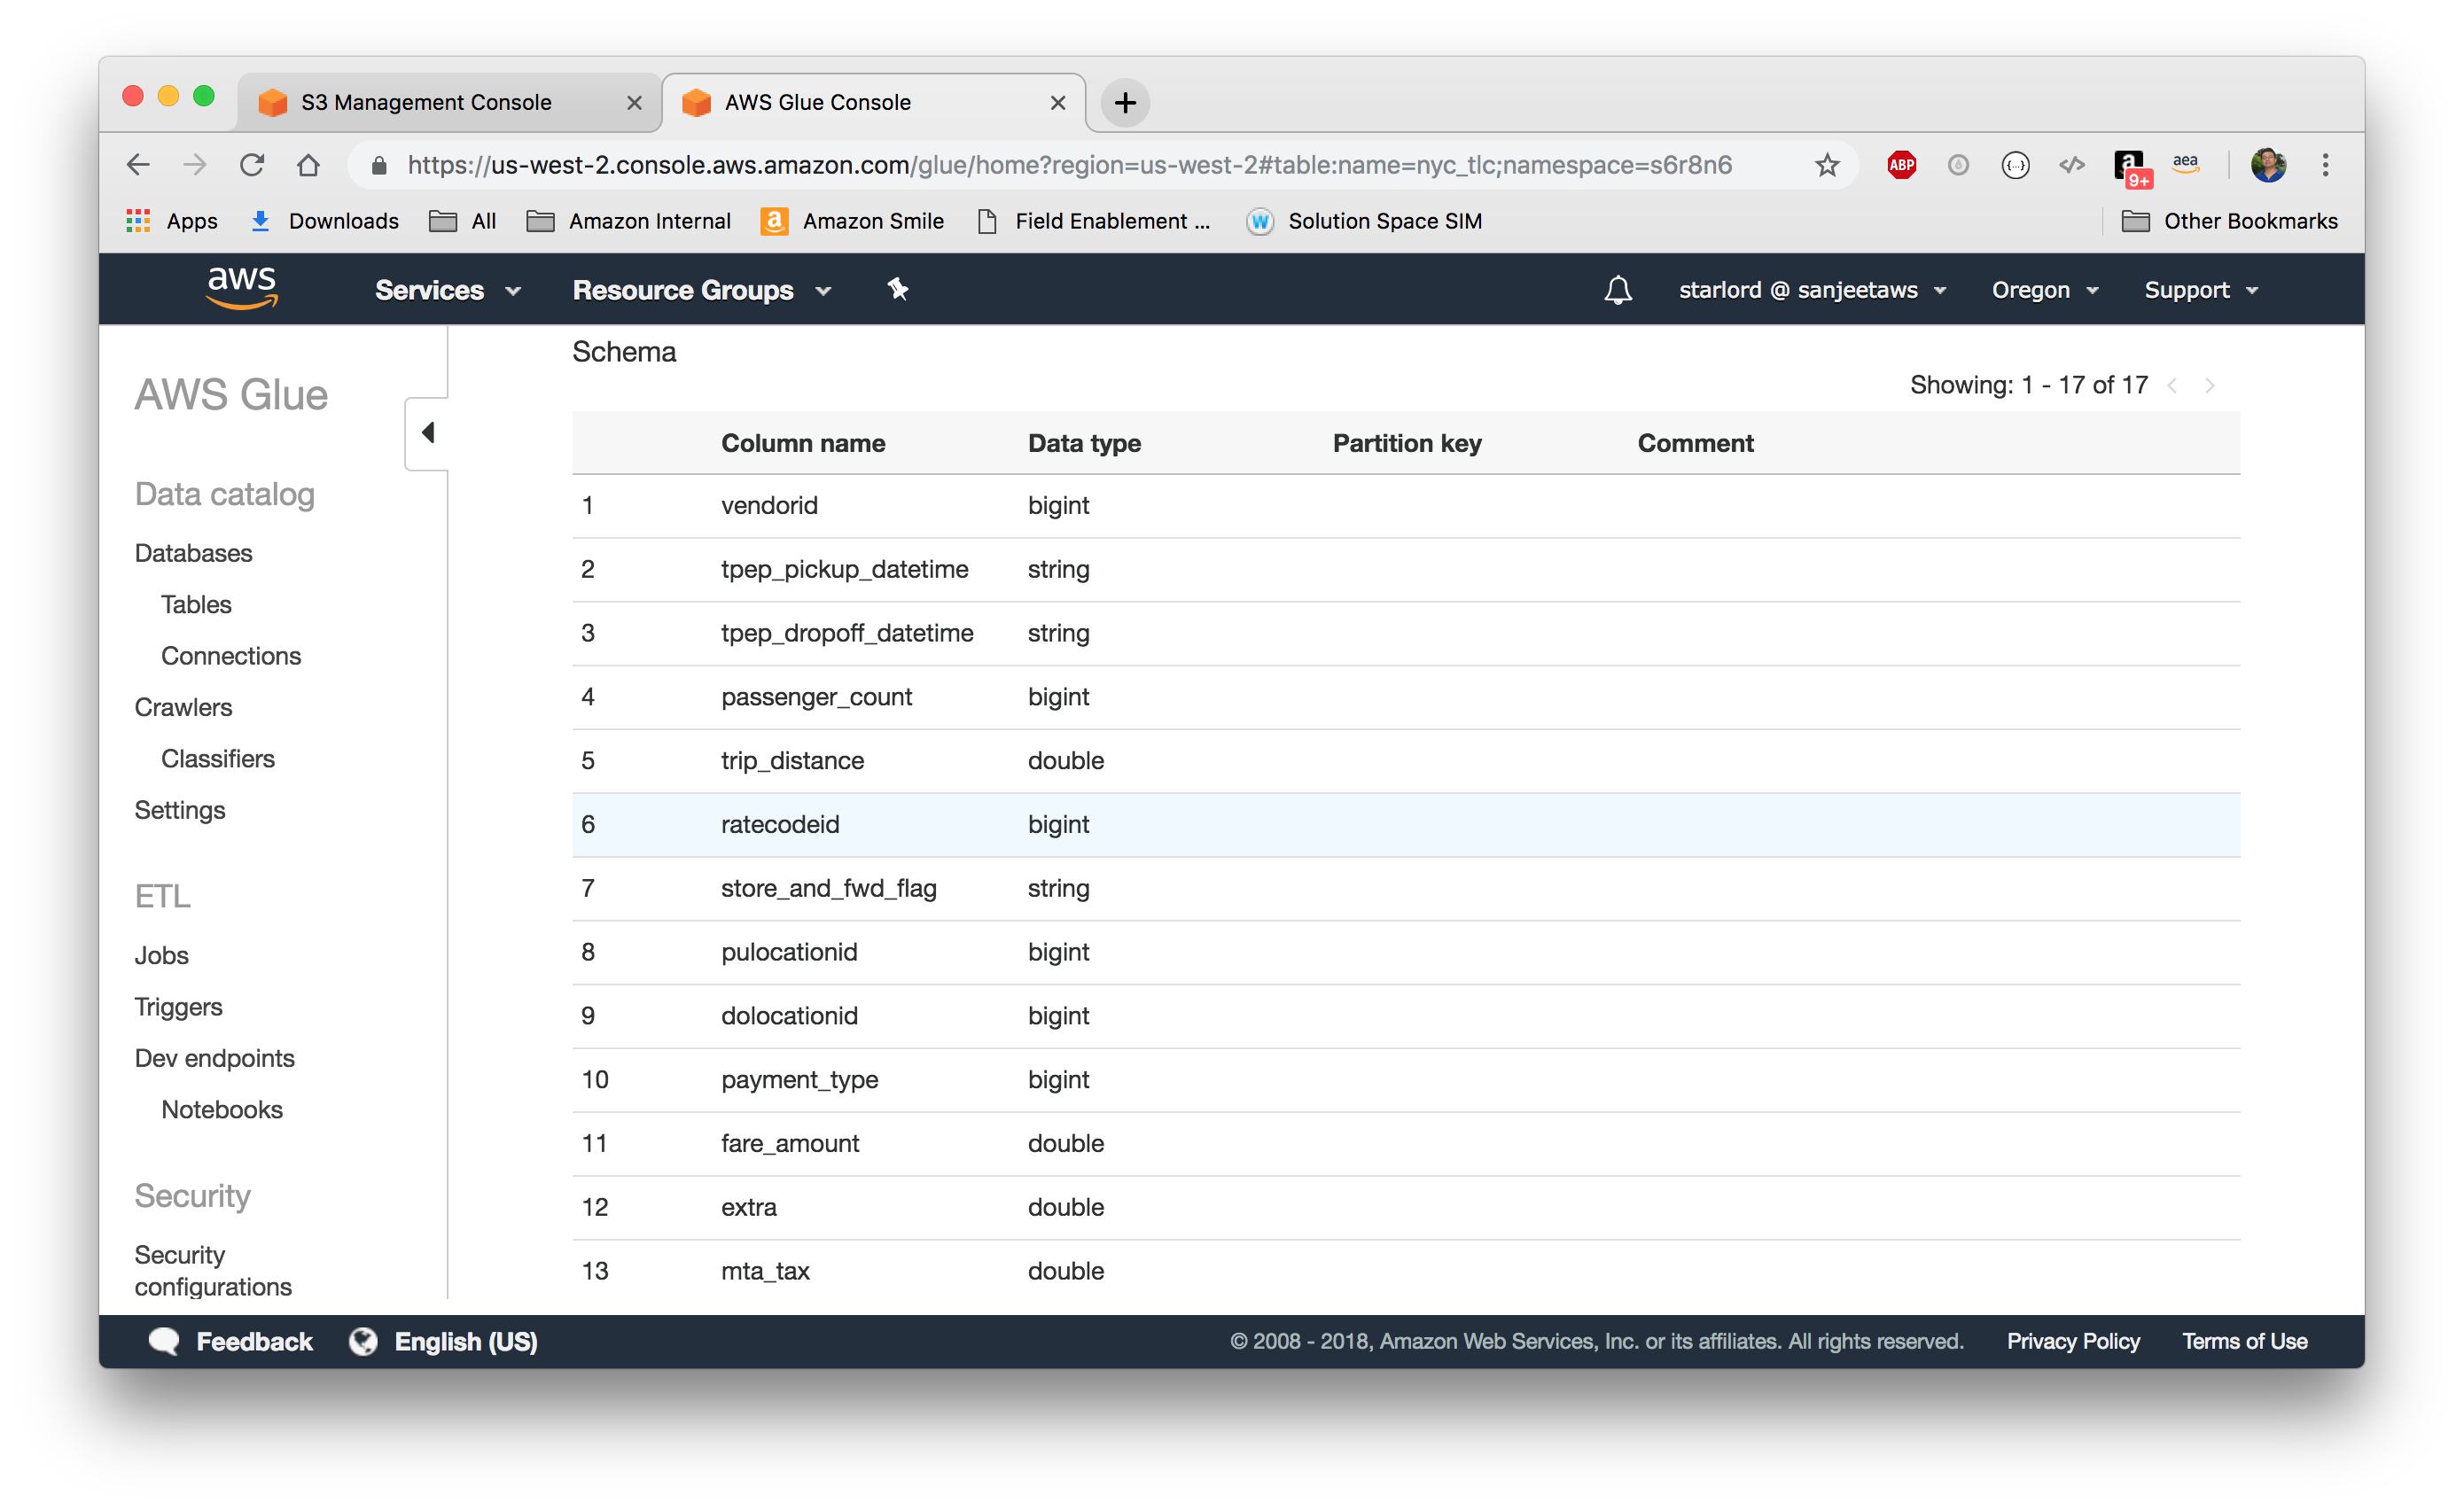 S3 Management Console
AWS Glue Console
https://us-west-2.console.aws.amazon.com/glue/home?region=us-west-2#table:name=nyc_tlc;namespace=s6r8n6
ABP
{...}
</>
a
9+
aea
Apps
Downloads
All
Amazon Internal
a
Amazon Smile
Field Enablement ...
W
Solution Space SIM
Other Bookmarks
aws
Services
Resource Groups
starlord @ sanjeetaws
Oregon
Support
AWS Glue
Data catalog
Databases
Tables
Connections
Crawlers
Classifiers
Settings
ETL
Jobs
Triggers
Dev endpoints
Notebooks
Security
Security
configurations
Schema
Showing: 1 - 17 of 17 < >
Column name Data type Partition key Comment
1 vendorid bigint
2 tpep_pickup_datetime string
3 tpep_dropoff_datetime string
4 passenger_count bigint
5 trip_distance double
6 ratecodeid bigint
7 store_and_fwd_flag string
8 pulocationid bigint
9 dolocationid bigint
10 payment_type bigint
11 fare_amount double
12 extra double
13 mta_tax double
Feedback
English (US)
© 2008 - 2018, Amazon Web Services, Inc. or its affiliates. All rights reserved.
Privacy Policy
Terms of Use